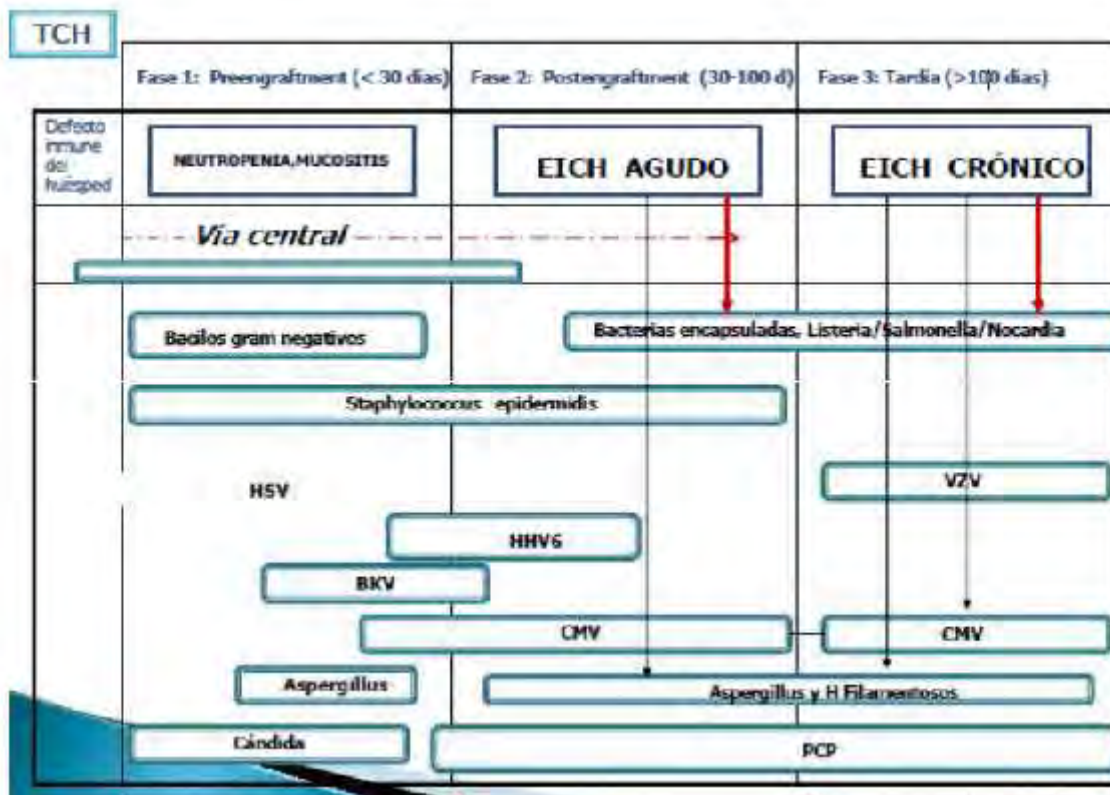 TCH
Fase 1: Preengraftment (< 30 dias)
Fase 2: Postengraftment (30-100 d)
Fase 3: Tardía (>100 dias)
Defecto
inmune
del
huésped
NEUTROPENIA,MUCOSITIS
EICH AGUDO
EICH CRÓNICO
Vía central
Bacilos gram negativos
Bacterias encapsuladas, Listeria/Salmonella/Nocardia
Staphylococcus epidermidis
HSV
VZV
HHV6
BKV
CMV
CMV
Aspergillus
Aspergillus y H Filamentosos
Cándida
PCP